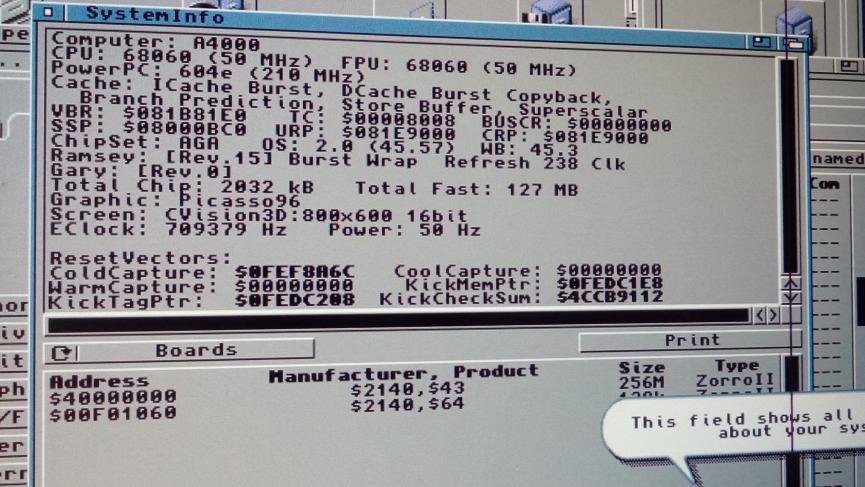 SystemInfo
Computer: A4000
CPU: 68060 (50 MHz)  FPU: 68060 (50 MHz)
PowerPC: 604e (210 MHz)
Cache: ICache Burst, DCache Burst Copyback,
Branch Prediction, Store Buffer, Superscalar
VBR: $081B81E0  TC: $00008008  BUSCR: $00000000
SSP: $08000BC0  URP: $081E9000  CRP: $081E9000
ChipSet: AGA  OS: 2.0 (45.57)  WB: 45.3
Ramsey: [Rev.15] Burst Wrap  Refresh 238 Clk
Gary: [Rev.0]
Total Chip: 2032 kB  Total Fast: 127 MB
Graphic: Picasso96
Screen: CVision3D:800x600 16bit
EClock: 709379 Hz  Power: 50 Hz
ResetVectors:
ColdCapture: $0FEF8A6C  CoolCapture: $00000000
WarmCapture: $00000000  KickMemPtr: $0FEDC1E8
KickTagPtr: $0FEDC208  KickCheckSum: $4CCB9112
Boards  Print
Address  Manufacturer, Product  Size  Type
$40000000  $2140,$43  256M  ZorroII
$00F01060  $2140,$64
This field shows all
about your sys
named
Com